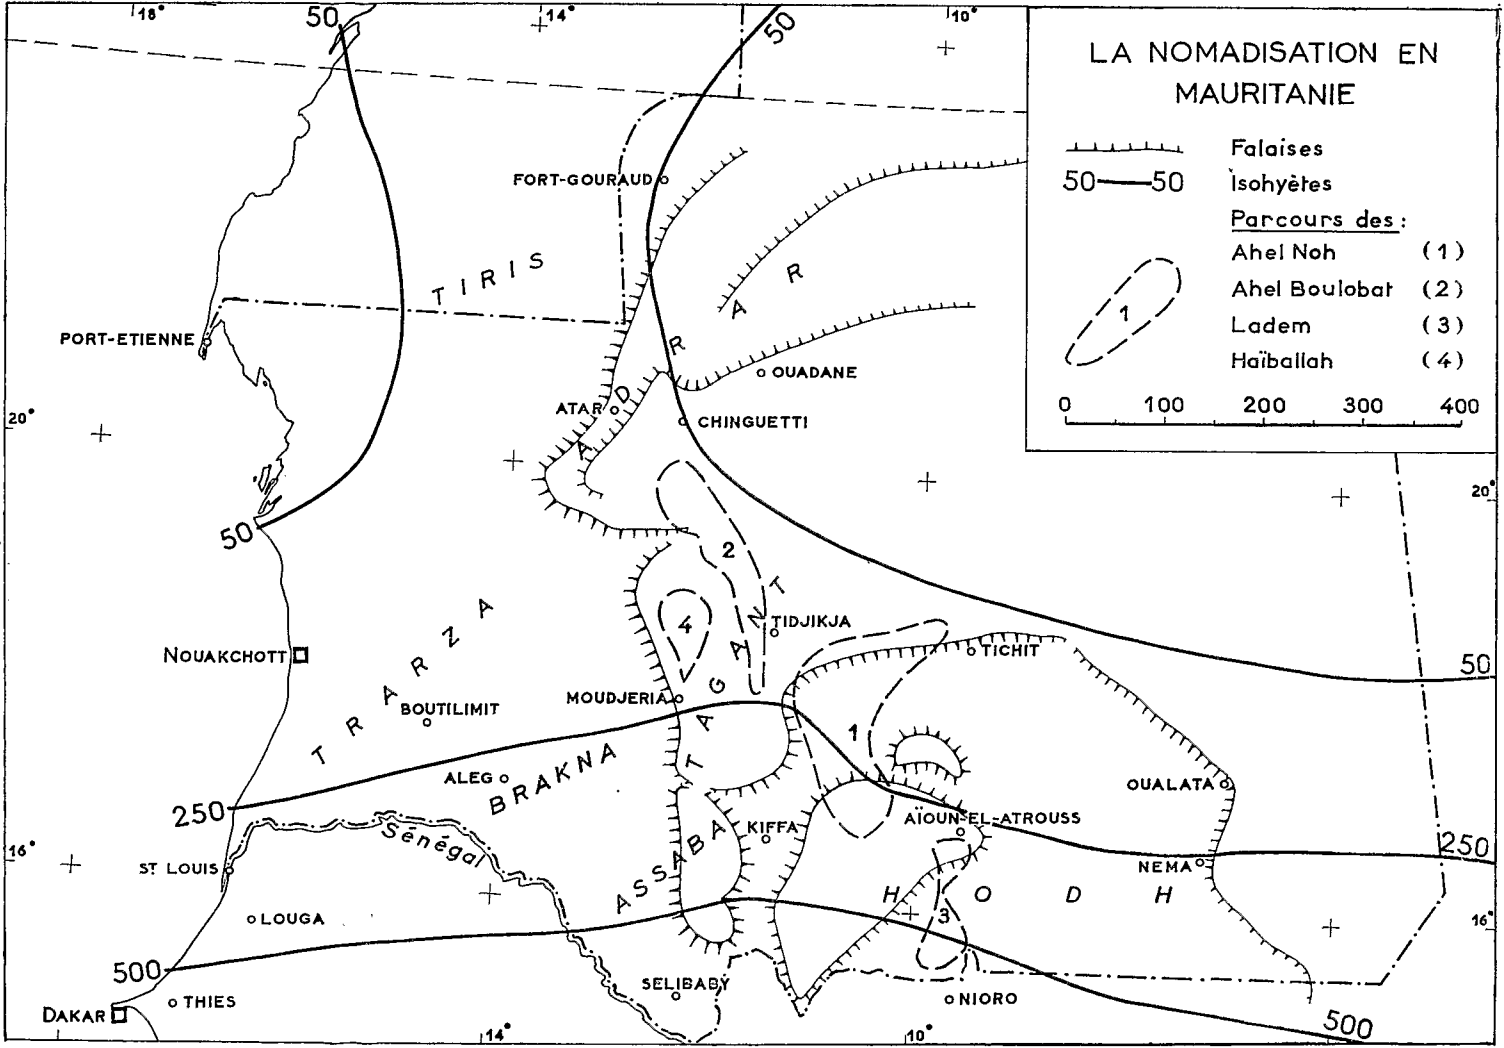 18°
14°
10°
50
50
LA NOMADISATION EN
MAURITANIE
Falaises
50 50
Isohyètes
Parcours des :
Ahel Noh (1)
Ahel Boulobat (2)
1
Ladem (3)
Haïballah (4)
0 100 200 300 400
FORT-GOURAUD
TIRIS
ADRAR
PORT-ETIENNE
OUADANE
ATAR
CHINGUETTI
20°
20°
50
2
4
TIDJIKJA
TAGANT
TRARZA
NOUAKCHOTT
TICHIT
50
MOUDJERIA
BOUTILIMIT
1
ALEG
BRAKNA
OUALATA
250
AÏOUN-EL-ATROUSS
KIFFA
Sénégal
250
16°
ST LOUIS
NEMA
ASSABA
HODH
3
16°
LOUGA
500
SELIBABY
THIES
NIORO
DAKAR
500
14°
10°